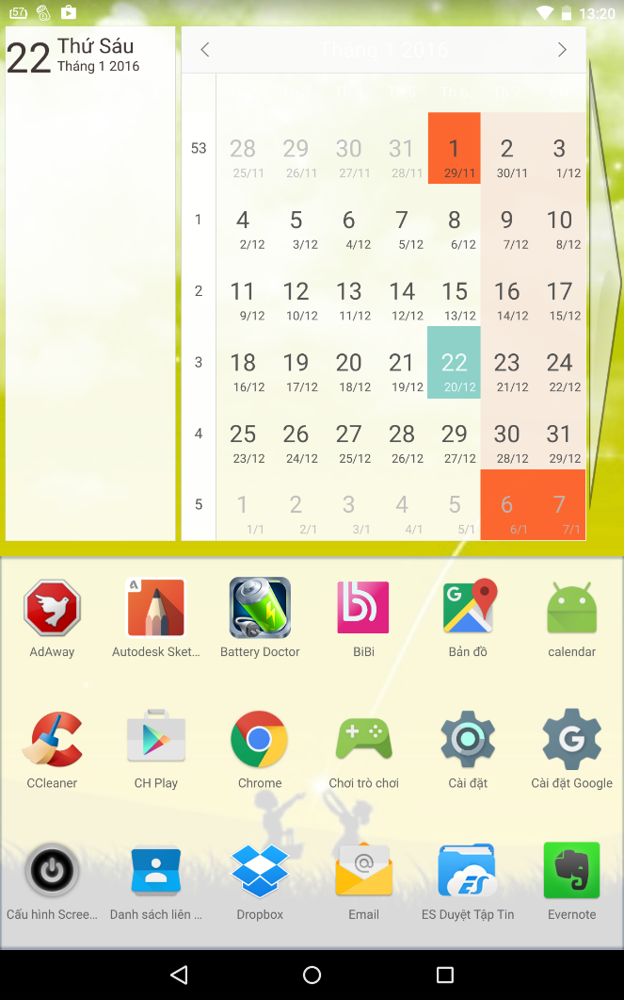 57
13:20
22
Thứ Sáu
Tháng 1 2016
Tháng 1 2016
Th 5 Th 6 Th 7
53 28 29 30 31 1 2 3
25/11 26/11 27/11 28/11 29/11 30/11 1/12
1 4 5 6 7 8 9 10
2/12 3/12 4/12 5/12 6/12 7/12 8/12
2 11 12 13 14 15 16 17
9/12 10/12 11/12 12/12 13/12 14/12 15/12
3 18 19 20 21 22 23 24
16/12 17/12 18/12 19/12 20/12 21/12 22/12
4 25 26 27 28 29 30 31
23/12 24/12 25/12 26/12 27/12 28/12 29/12
5 1 2 3 4 5 6 7
1/1 2/1 3/1 4/1 5/1 6/1 7/1
AdAway Autodesk Sket... Battery Doctor BiBi Bản đồ calendar
CCleaner CH Play Chrome Chơi trò chơi Cài đặt Cài đặt Google
Cấu hình Scree... Danh sách liên ... Dropbox Email ES Duyệt Tập Tin Evernote